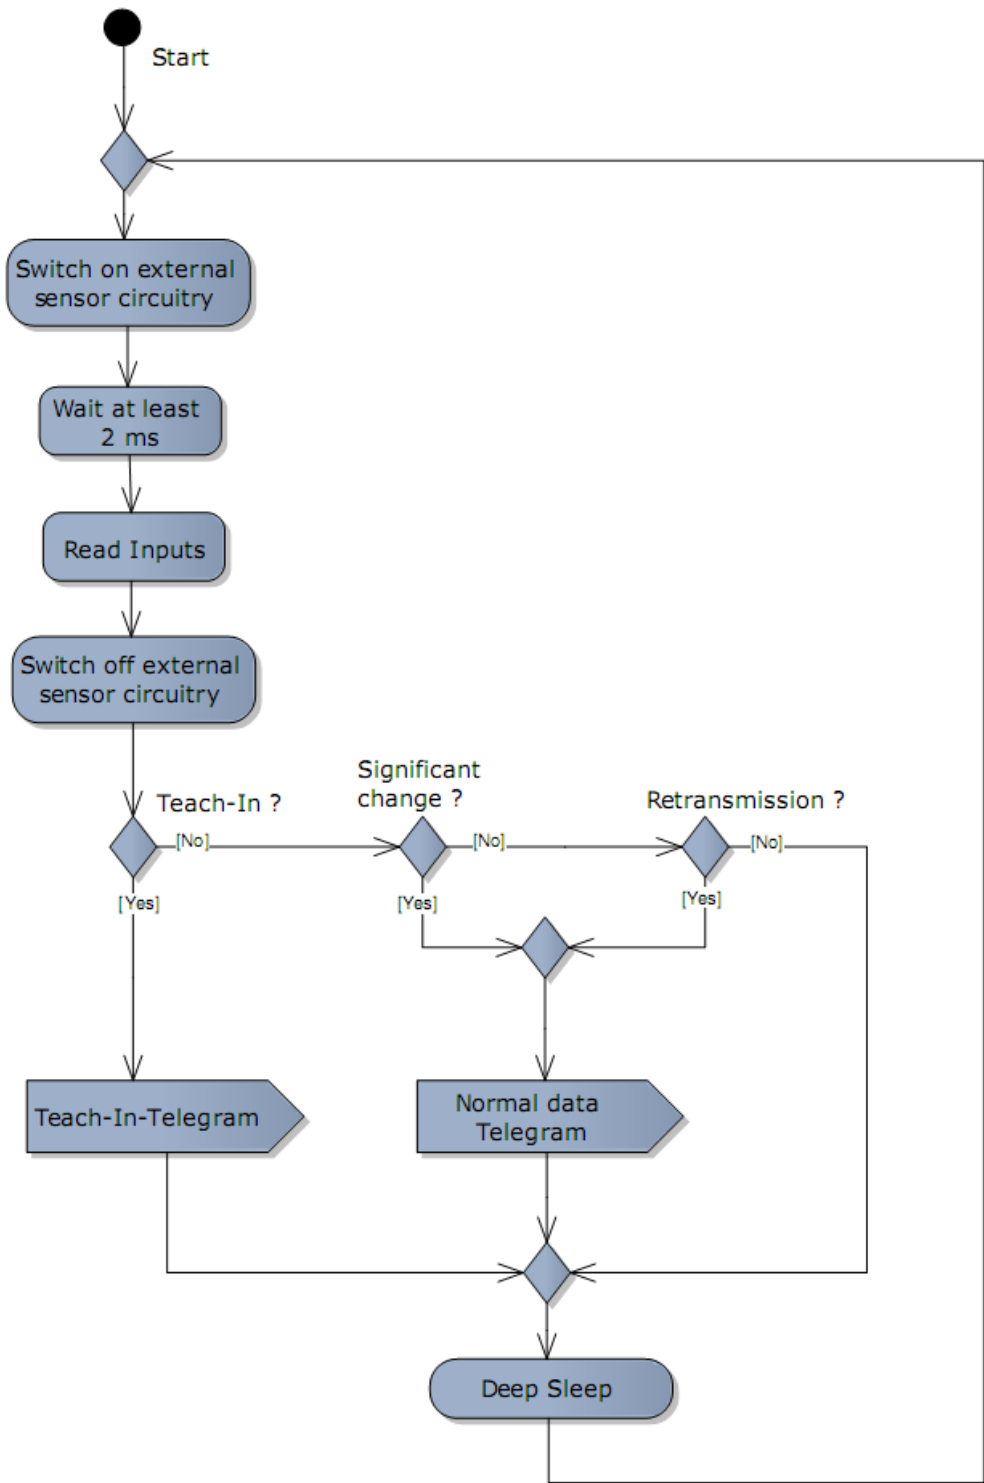 Start
Switch on external
sensor circuitry
Wait at least
2 ms
Read Inputs
Switch off external
sensor circuitry
Teach-In ?
Significant
change ?
Retransmission ?
[No]
[No]
[No]
[Yes]
[Yes]
[Yes]
Teach-In-Telegram
Normal data
Telegram
Deep Sleep